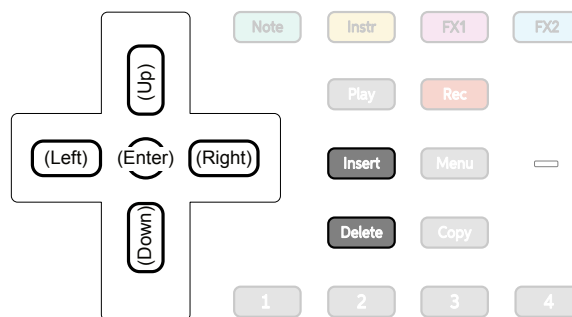 Note Instr FX1 FX2
(Up)
Play Rec
(Left) (Enter) (Right)
Insert Menu
(Down)
Delete Copy
1 2 3 4